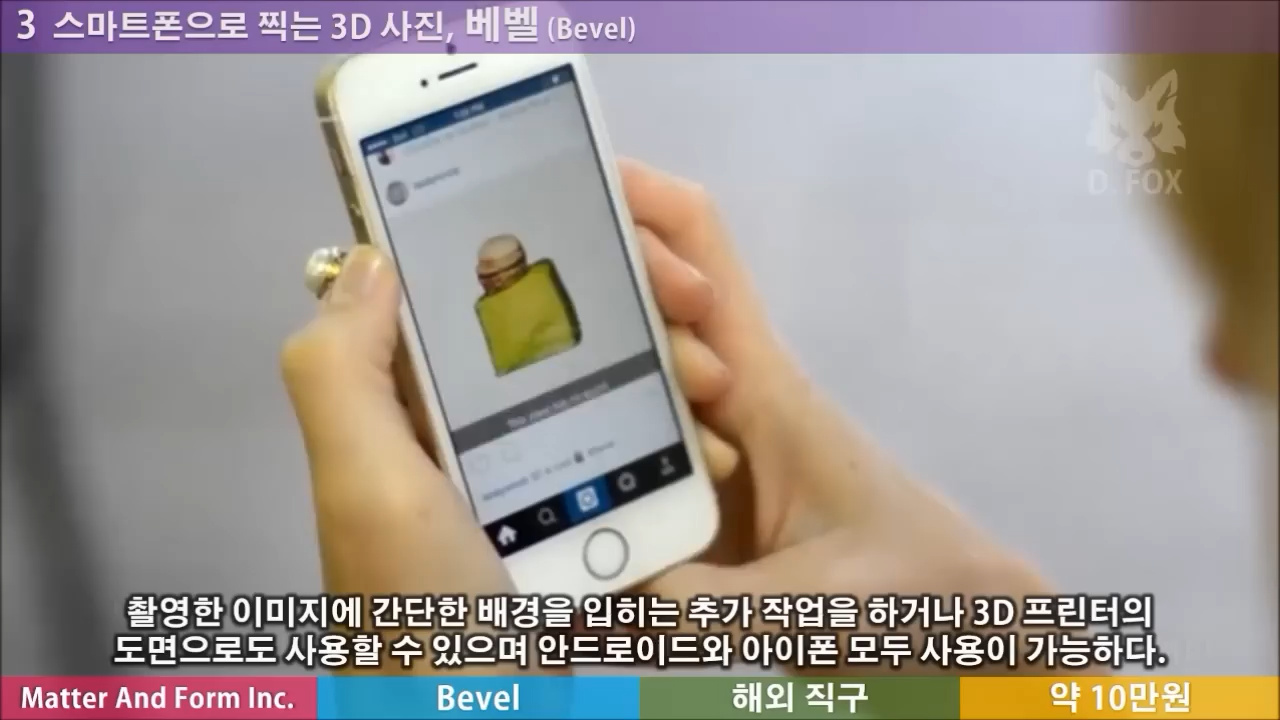 3 스마트폰으로 찍는 3D 사진, 베벨 (Bevel)
D. FOX
촬영한 이미지에 간단한 배경을 입히는 추가 작업을 하거나 3D 프린터의
도면으로도 사용할 수 있으며 안드로이드와 아이폰 모두 사용이 가능하다.
Matter And Form Inc.
Bevel
해외 직구
약 10만원